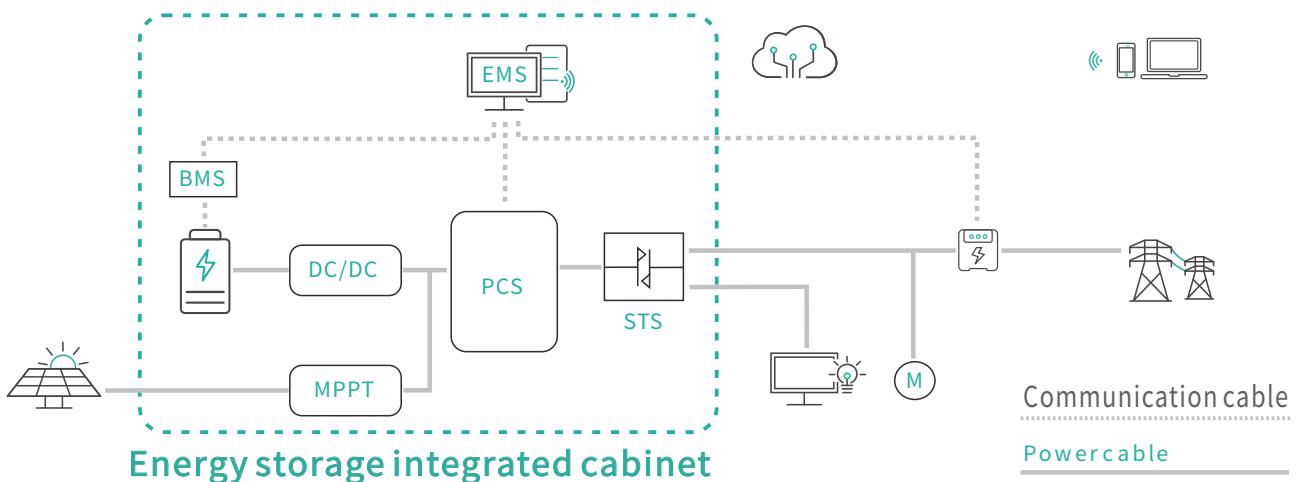 EMS
BMS
DC/DC
PCS
STS
MPPT
M
Communication cable
Power cable
Energy storage integrated cabinet